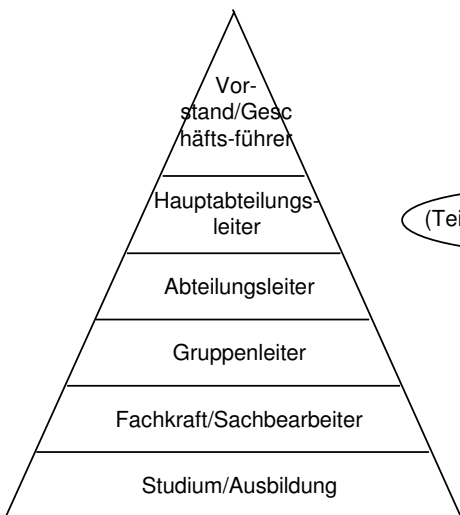 Vor-
stand/Gesc
häfts-führer
Hauptabteilungs-
leiter
(Tei
Abteilungsleiter
Gruppenleiter
Fachkraft/Sachbearbeiter
Studium/Ausbildung